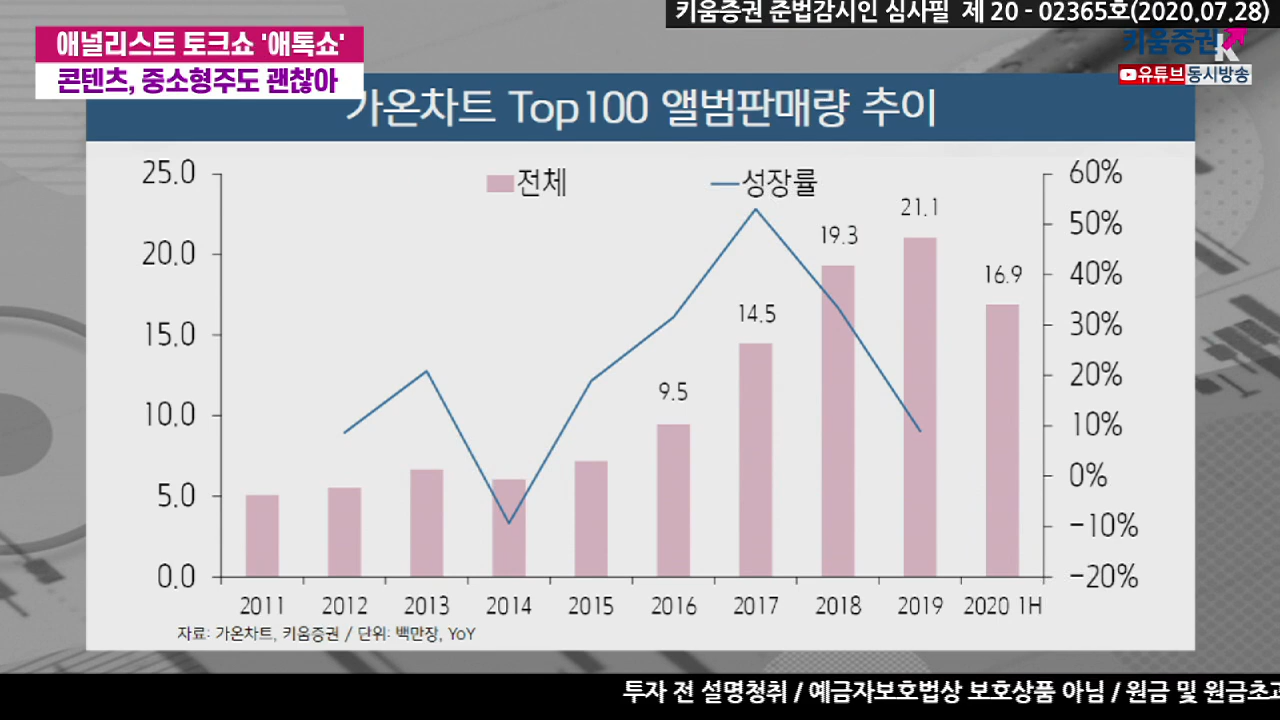 키움증권 준법감시인 심사필 제 20 - 02365호(2020.07.28)
애널리스트 토크쇼 '애톡쇼'
콘텐츠, 중소형주도 괜찮아
키움증권
유튜브동시방송
가온차트 Top100 앨범판매량 추이
전체 성장률
25.0
20.0
15.0
10.0
5.0
0.0
60%
50%
40%
30%
20%
10%
0%
-10%
-20%
9.5
14.5
19.3
21.1
16.9
2011 2012 2013 2014 2015 2016 2017 2018 2019 2020 1H
자료: 가온차트, 키움증권 / 단위: 백만장, YoY
투자 전 설명청취 / 예금자보호법상 보호상품 아님 / 원금 및 원금초과